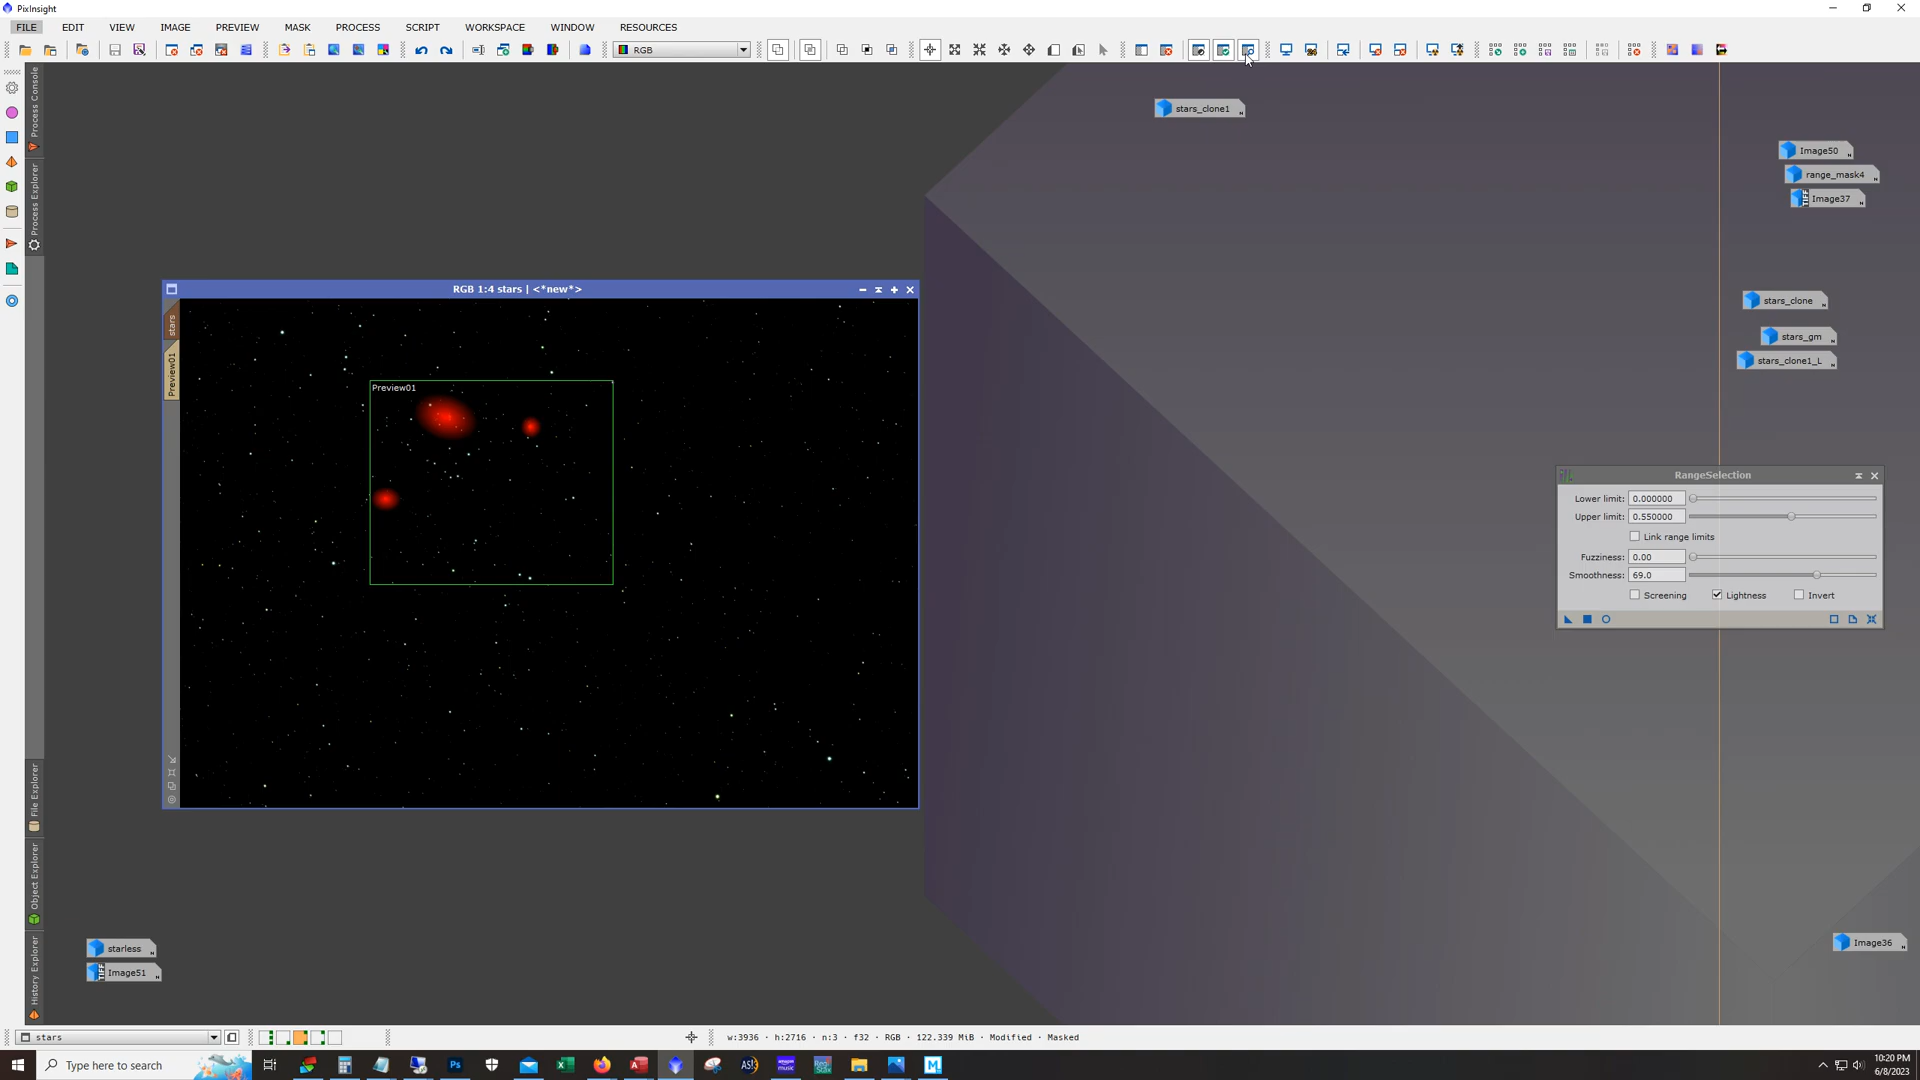 PixInsight
FILE EDIT VIEW IMAGE PREVIEW MASK PROCESS SCRIPT WORKSPACE WINDOW RESOURCES
RGB
Process Console
Process Explorer
File Explorer
Object Explorer
History Explorer
stars_clone1
Image50
range_mask4
TIFF
Image37
stars_clone
stars_gm
stars_clone1_L
RGB 1:4 stars | <*new*>
stars
Preview01
Preview01
RangeSelection
Lower limit: 0.000000
Upper limit: 0.550000
Link range limits
Fuzziness: 0.00
Smoothness: 69.0
Screening Lightness Invert
starless
TIFF
Image51
Image36
stars
w:3936 · h:2716 · n:3 · f32 · RGB · 122.339 MiB · Modified · Masked
Type here to search
Ps
10:20 PM
6/8/2023